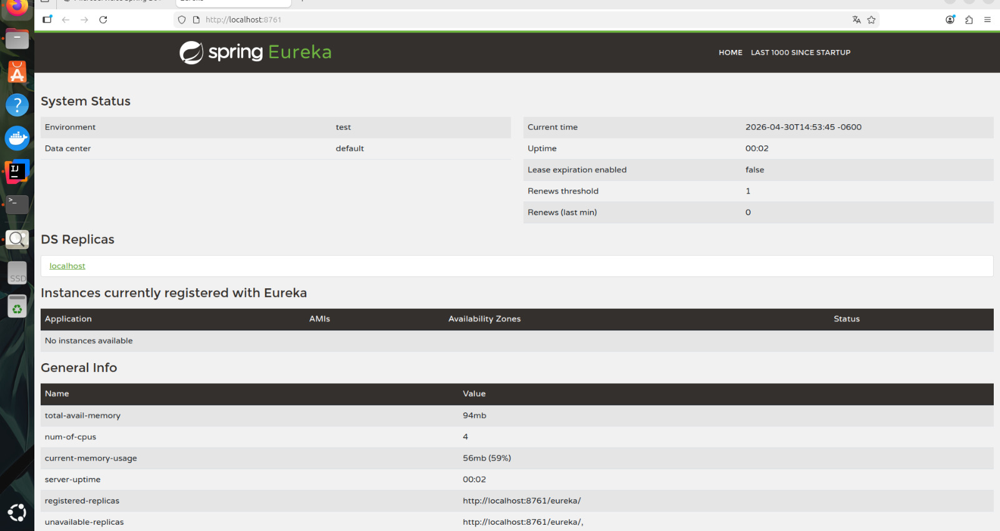 http://localhost:8761
spring Eureka
HOME LAST 1000 SINCE STARTUP
System Status
Environment test
Data center default
Current time 2026-04-30T14:53:45 -0600
Uptime 00:02
Lease expiration enabled false
Renews threshold 1
Renews (last min) 0
DS Replicas
localhost
Instances currently registered with Eureka
Application AMIs Availability Zones Status
No instances available
General Info
Name Value
total-avail-memory 94mb
num-of-cpus 4
current-memory-usage 56mb (59%)
server-uptime 00:02
registered-replicas http://localhost:8761/eureka/
unavailable-replicas http://localhost:8761/eureka/,
IJ
>_
SSD